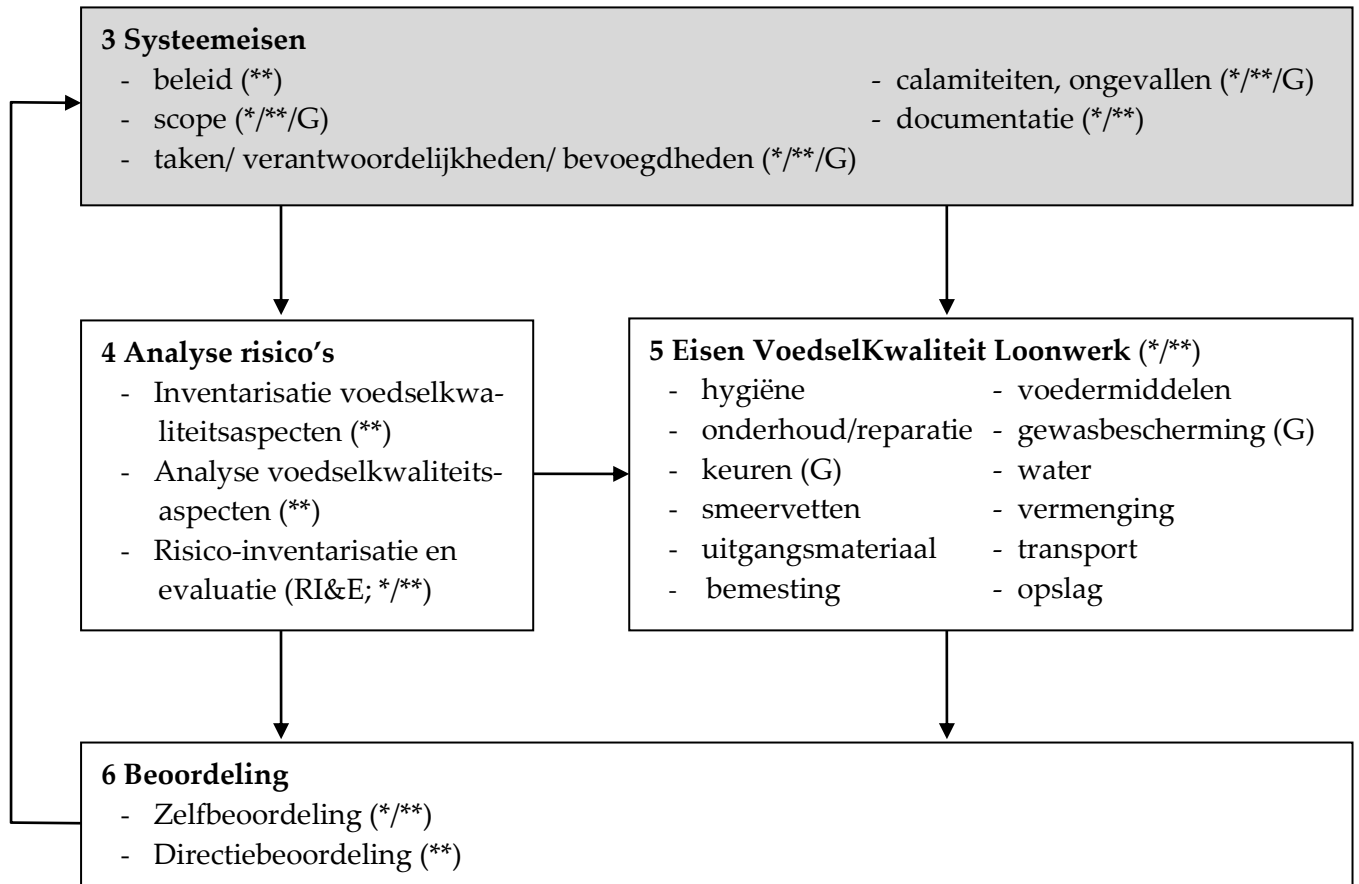 3 Systeemeisen
- beleid (**)
- scope (*/**/G)
- taken/ verantwoordelijkheden/ bevoegdheden (*/**/G)
- calamiteiten, ongevallen (*/**/G)
- documentatie (*/**)
4 Analyse risico’s
- Inventarisatie voedselkwa-
liteitsaspecten (**)
- Analyse voedselkwaliteits-
aspecten (**)
- Risico-inventarisatie en
evaluatie (RI&E; */**)
5 Eisen VoedselKwaliteit Loonwerk (*/**)
- hygiëne
- onderhoud/reparatie
- keuren (G)
- smeervetten
- uitgangsmateriaal
- bemesting
- voedermiddelen
- gewasbescherming (G)
- water
- vermenging
- transport
- opslag
6 Beoordeling
- Zelfbeoordeling (*/**)
- Directiebeoordeling (**)